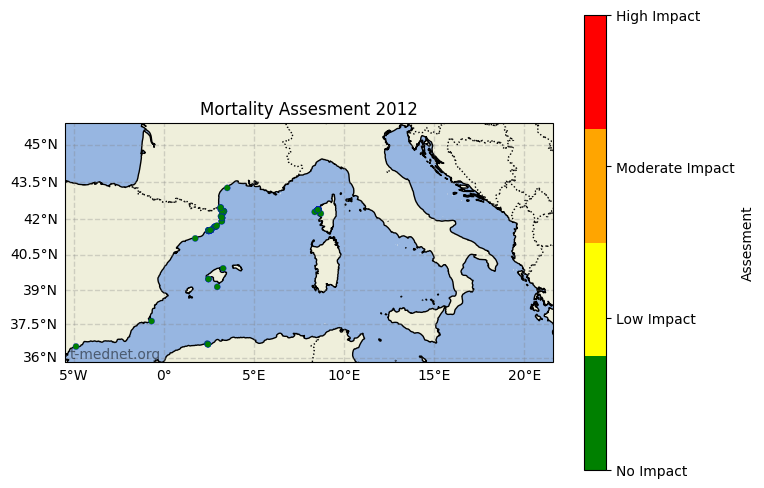 Mortality Assesment 2012
45°N
43.5°N
42°N
40.5°N
39°N
37.5°N
36°N
t-mednet.org
5°W
0°
5°E
10°E
15°E
20°E
High Impact
Moderate Impact
Low Impact
No Impact
Assesment